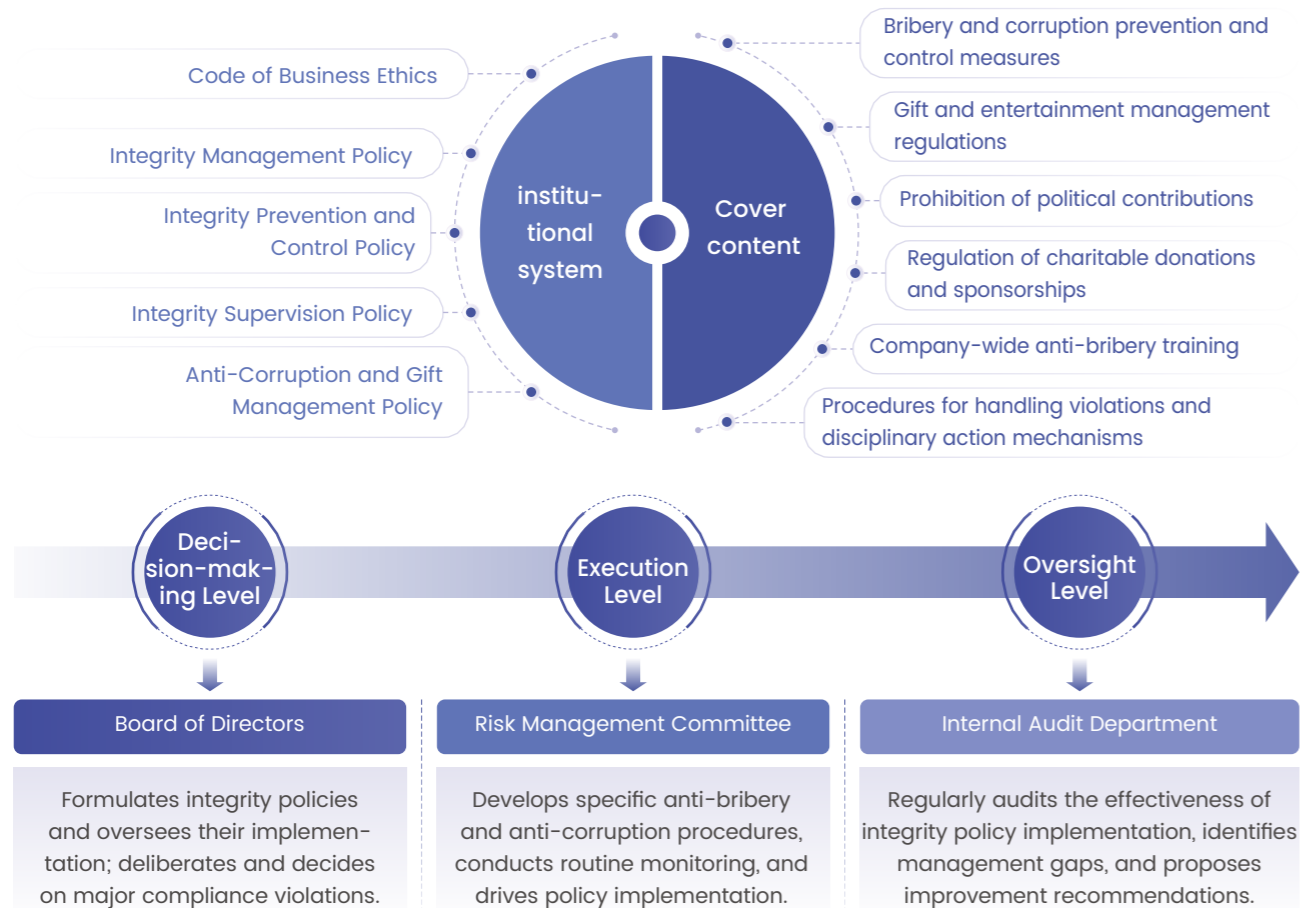 Code of Business Ethics
Integrity Management Policy
Integrity Prevention and
Control Policy
Integrity Supervision Policy
Anti-Corruption and Gift
Management Policy
institu-
tional
system
Cover
content
Bribery and corruption prevention and
control measures
Gift and entertainment management
regulations
Prohibition of political contributions
Regulation of charitable donations
and sponsorships
Company-wide anti-bribery training
Procedures for handling violations and
disciplinary action mechanisms
Deci-
sion-mak-
ing Level
Execution
Level
Oversight
Level
Board of Directors
Formulates integrity policies
and oversees their implemen-
tation; deliberates and decides
on major compliance violations.
Risk Management Committee
Develops specific anti-bribery
and anti-corruption procedures,
conducts routine monitoring, and
drives policy implementation.
Internal Audit Department
Regularly audits the effectiveness of
integrity policy implementation, identifies
management gaps, and proposes
improvement recommendations.